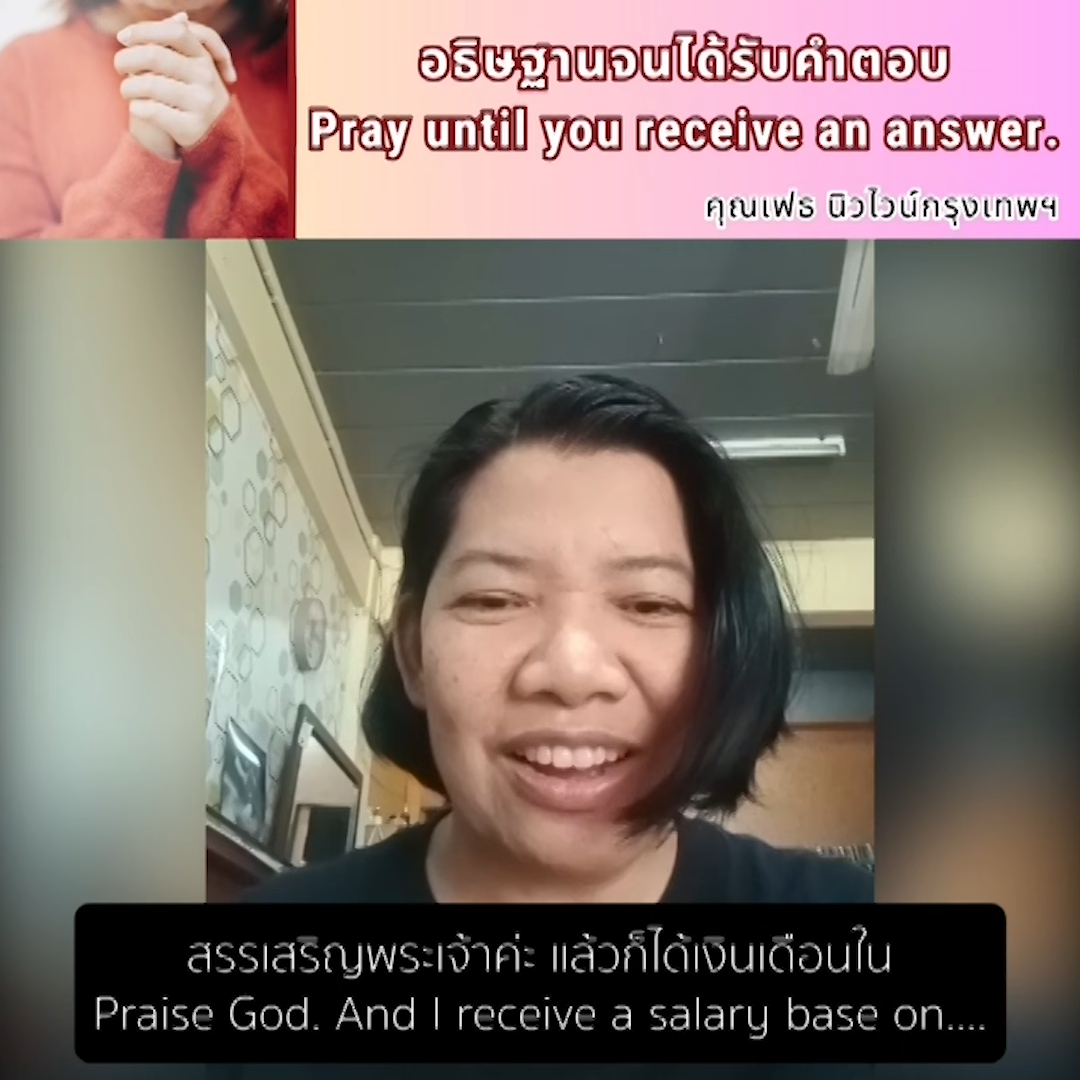 อธิษฐานจนได้รับคำตอบ
Pray until you receive an answer.
คุณเฟธ นิวไวน์กรุงเทพฯ
สรรเสริญพระเจ้าค่ะ แล้วก็ได้เงินเดือนใน
Praise God. And I receive a salary base on....